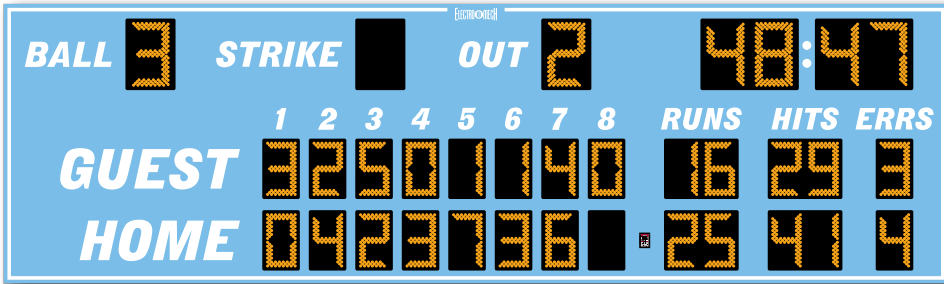 ELECTRO-MECH
BALL 3 STRIKE OUT 2 48:47
1 2 3 4 5 6 7 8 RUNS HITS ERRS
GUEST 3 2 5 0 1 1 4 0 16 29 3
HOME 0 4 2 3 7 3 6 25 41 4